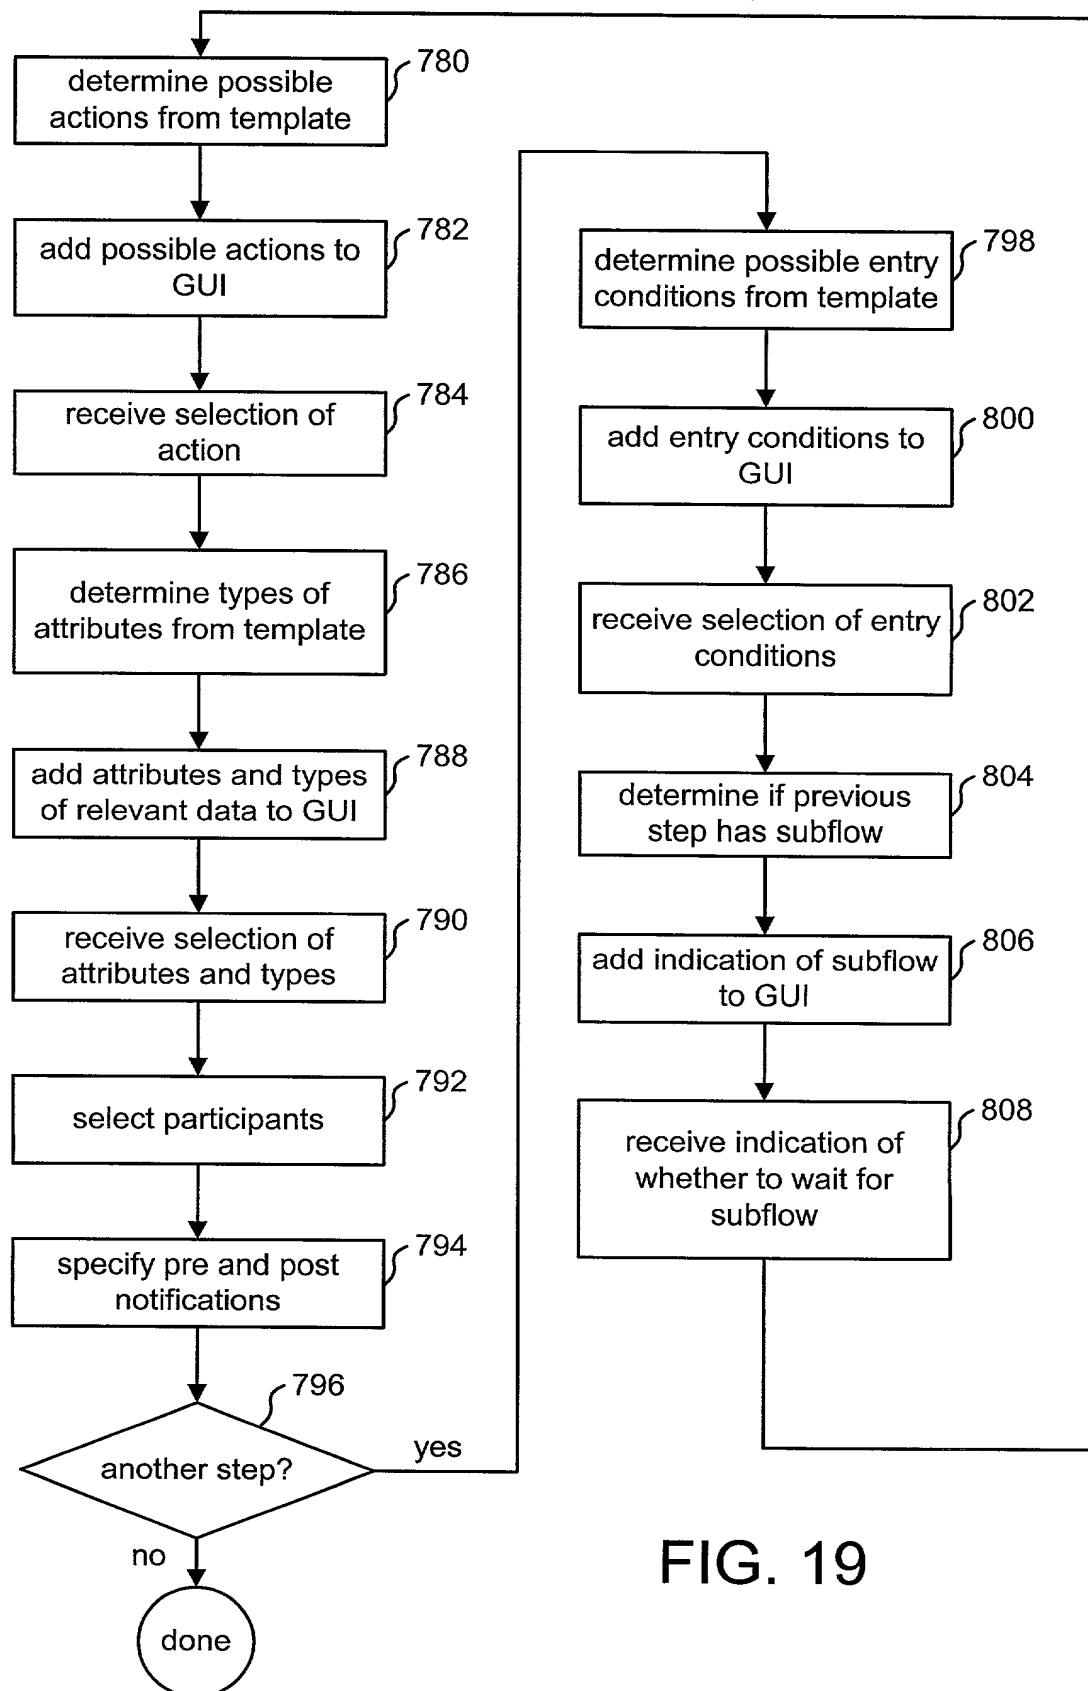 determine possible
actions from template
780
add possible actions to
GUI
782
receive selection of
action
784
determine types of
attributes from template
786
add attributes and types
of relevant data to GUI
788
receive selection of
attributes and types
790
select participants
792
specify pre and post
notifications
794
another step?
796
yes
no
done
determine possible entry
conditions from template
798
add entry conditions to
GUI
800
receive selection of entry
conditions
802
determine if previous
step has subflow
804
add indication of subflow
to GUI
806
receive indication of
whether to wait for
subflow
808
FIG. 19